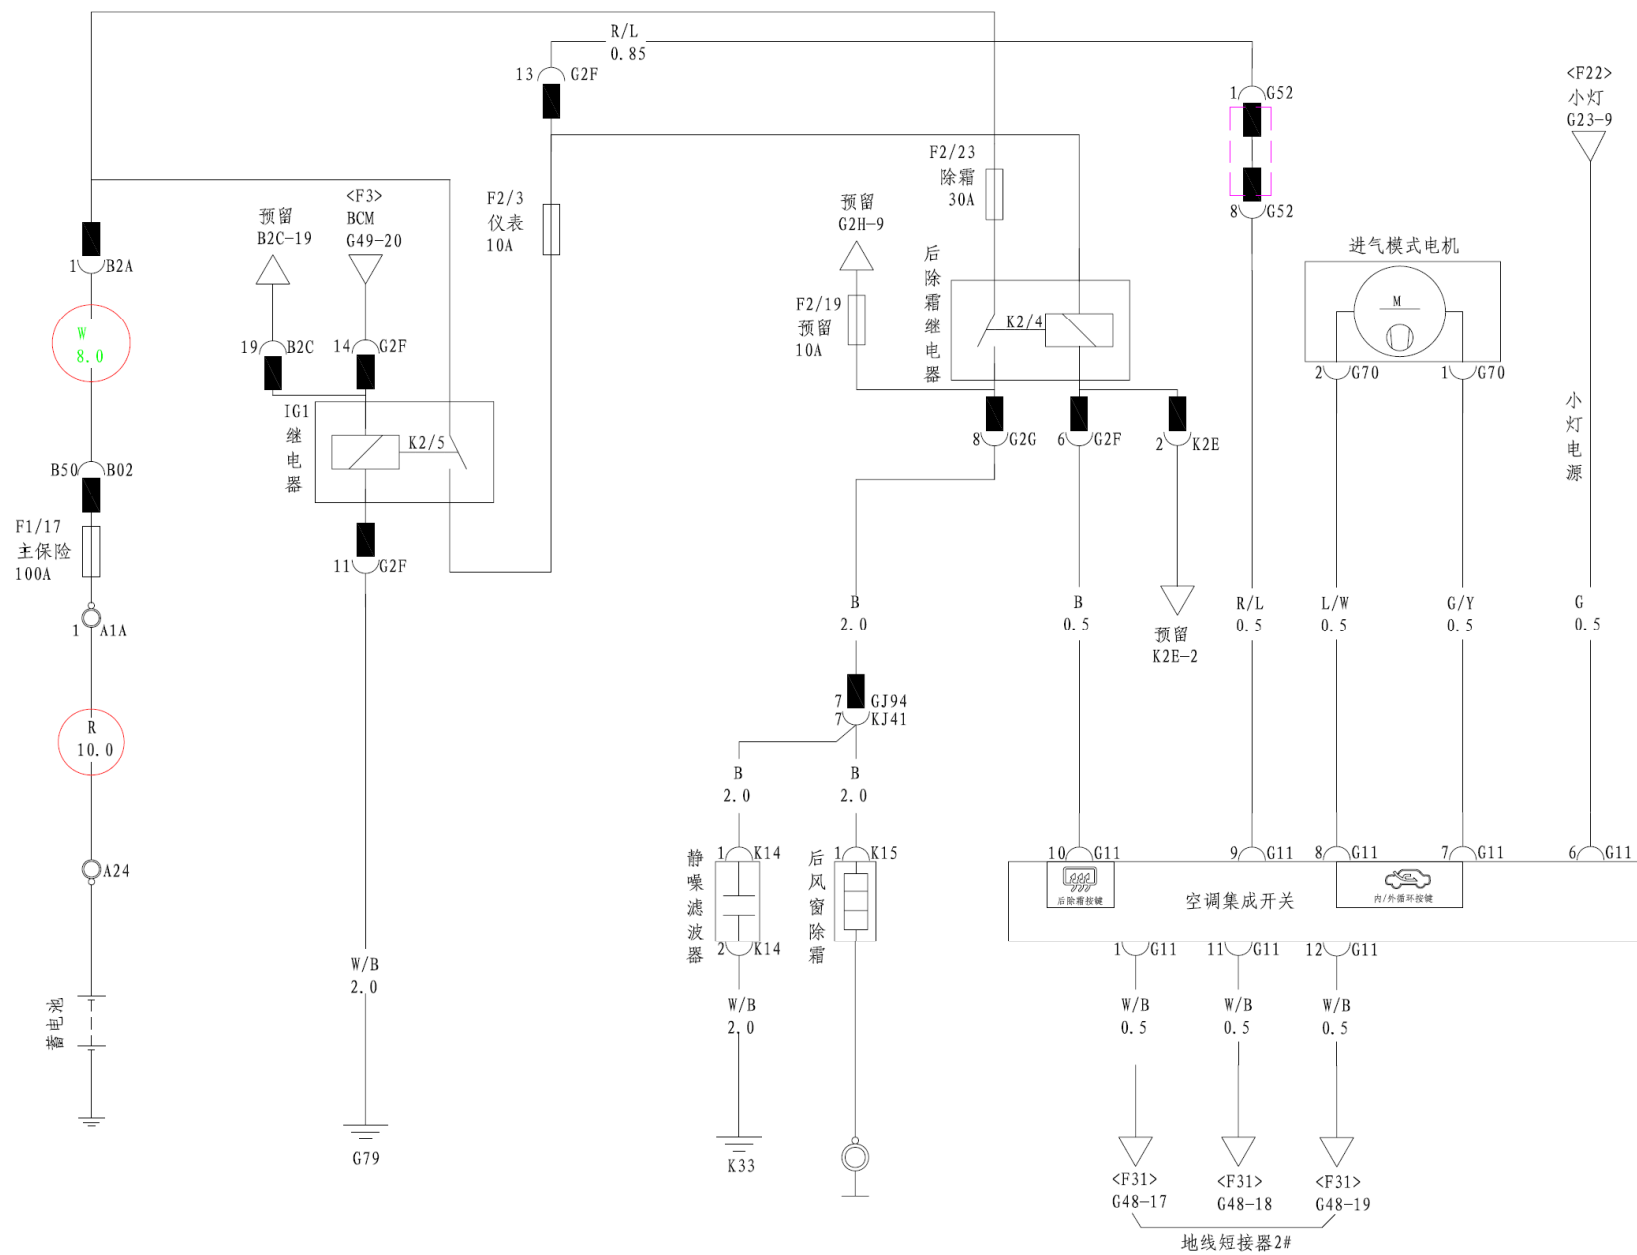 R/L
0.85
13 G2F
1 G52
8 G52
<F22>
小灯
G23-9
F2/23
除霜
30A
<F3>
BCM
G49-20
预留
B2C-19
F2/3
仪表
10A
预留
G2H-9
后除霜继电器
进气模式电机
M
1 B2A
W
8.0
19 B2C
14 G2F
F2/19
预留
10A
K2/4
2 G70
1 G70
IG1
继电器
K2/5
8 G2G
6 G2F
2 K2E
小灯电源
B50 B02
F1/17
主保险
100A
11 G2F
1 A1A
B
2.0
B
0.5
预留
K2E-2
R/L
0.5
L/W
0.5
G/Y
0.5
G
0.5
R
10.0
7 GJ94
7 KJ41
B
2.0
B
2.0
A24
静噪滤波器
1 K14
2 K14
后风窗除霜
1 K15
10 G11
9 G11
8 G11
7 G11
6 G11
后除霜按键
空调集成开关
内/外循环按键
1 G11
11 G11
12 G11
蓄电池
W/B
2.0
W/B
2.0
W/B
0.5
W/B
0.5
W/B
0.5
G79
K33
<F31>
G48-17
<F31>
G48-18
<F31>
G48-19
地线短接器2#